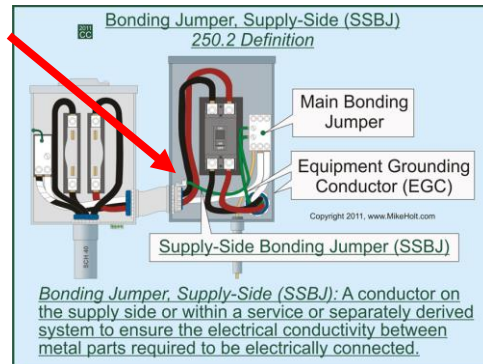 2011
CC
Bonding Jumper, Supply-Side (SSBJ)
250.2 Definition
Main Bonding
Jumper
Equipment Grounding
Conductor (EGC)
Copyright 2011, www.MikeHolt.com
Supply-Side Bonding Jumper (SSBJ)
SCH 40
Bonding Jumper, Supply-Side (SSBJ): A conductor on
the supply side or within a service or separately derived
system to ensure the electrical conductivity between
metal parts required to be electrically connected.